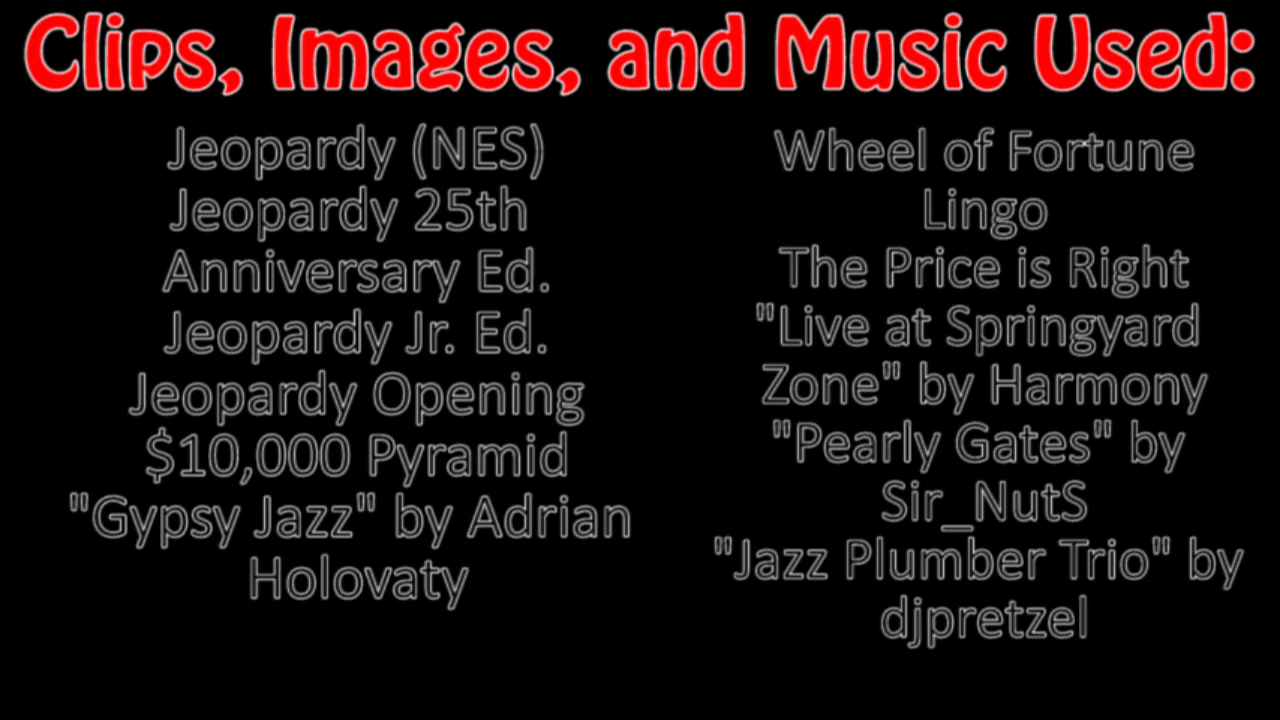 Clips, Images, and Music Used:
Jeopardy (NES)
Jeopardy 25th
Anniversary Ed.
Jeopardy Jr. Ed.
Jeopardy Opening
$10,000 Pyramid
"Gypsy Jazz" by Adrian
Holovaty
Wheel of Fortune
Lingo
The Price is Right
"Live at Springyard
Zone" by Harmony
"Pearly Gates" by
Sir_NutS
"Jazz Plumber Trio" by
djpretzel